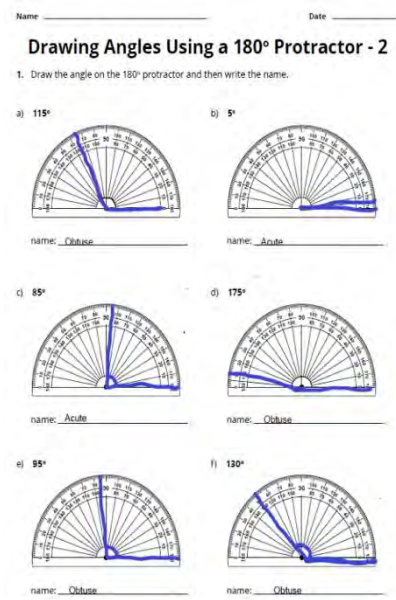 Name Date
Drawing Angles Using a 180° Protractor - 2
1. Draw the angle on the 180° protractor and then write the name.
a) 115° b) 5°
name: Obtuse name: Acute
c) 85° d) 175°
name: Acute name: Obtuse
e) 95° f) 130°
name: Obtuse name: Obtuse